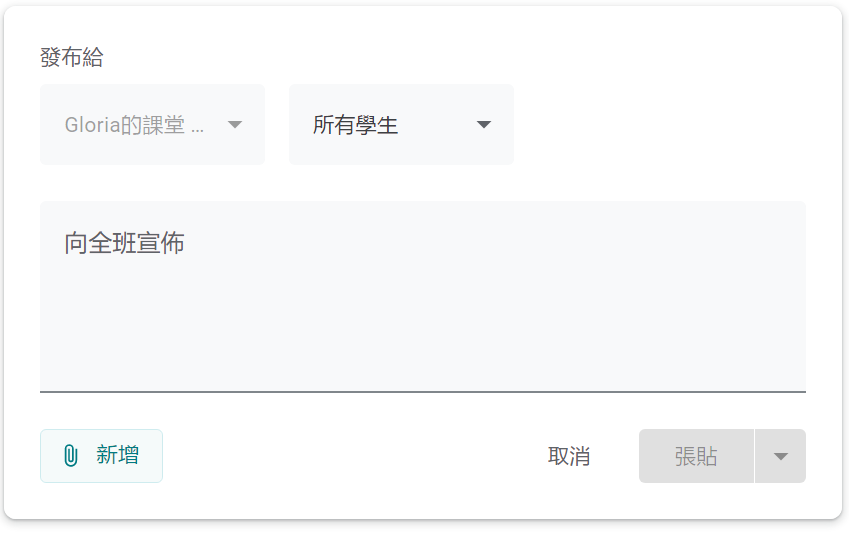 發布給
Gloria的課堂 ...
所有學生
向全班宣佈
新增
取消
張貼